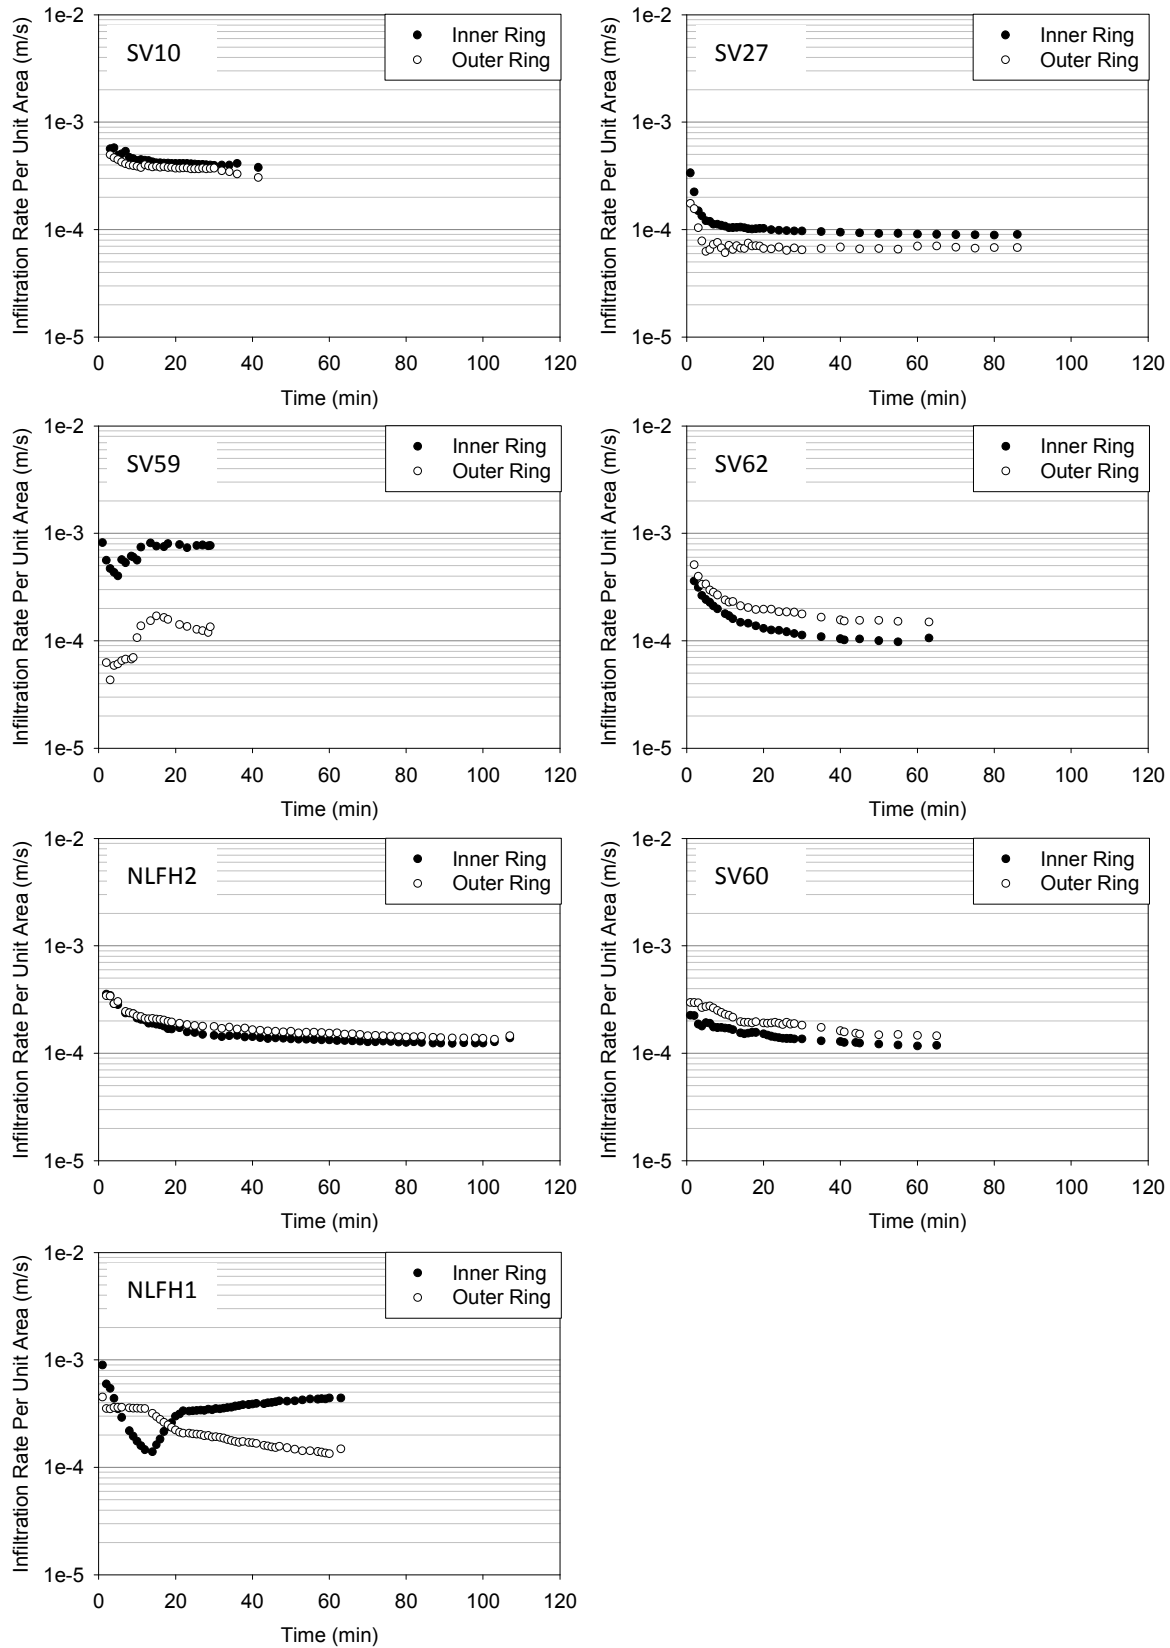 SV10
Inner Ring
Outer Ring
Infiltration Rate Per Unit Area (m/s)
1e-2
1e-3
1e-4
1e-5
0 20 40 60 80 100 120
Time (min)
SV27
Inner Ring
Outer Ring
Infiltration Rate Per Unit Area (m/s)
1e-2
1e-3
1e-4
1e-5
0 20 40 60 80 100 120
Time (min)
SV59
Inner Ring
Outer Ring
Infiltration Rate Per Unit Area (m/s)
1e-2
1e-3
1e-4
1e-5
0 20 40 60 80 100 120
Time (min)
SV62
Inner Ring
Outer Ring
Infiltration Rate Per Unit Area (m/s)
1e-2
1e-3
1e-4
1e-5
0 20 40 60 80 100 120
Time (min)
NLFH2
Inner Ring
Outer Ring
Infiltration Rate Per Unit Area (m/s)
1e-2
1e-3
1e-4
1e-5
0 20 40 60 80 100 120
Time (min)
SV60
Inner Ring
Outer Ring
Infiltration Rate Per Unit Area (m/s)
1e-2
1e-3
1e-4
1e-5
0 20 40 60 80 100 120
Time (min)
NLFH1
Inner Ring
Outer Ring
Infiltration Rate Per Unit Area (m/s)
1e-2
1e-3
1e-4
1e-5
0 20 40 60 80 100 120
Time (min)